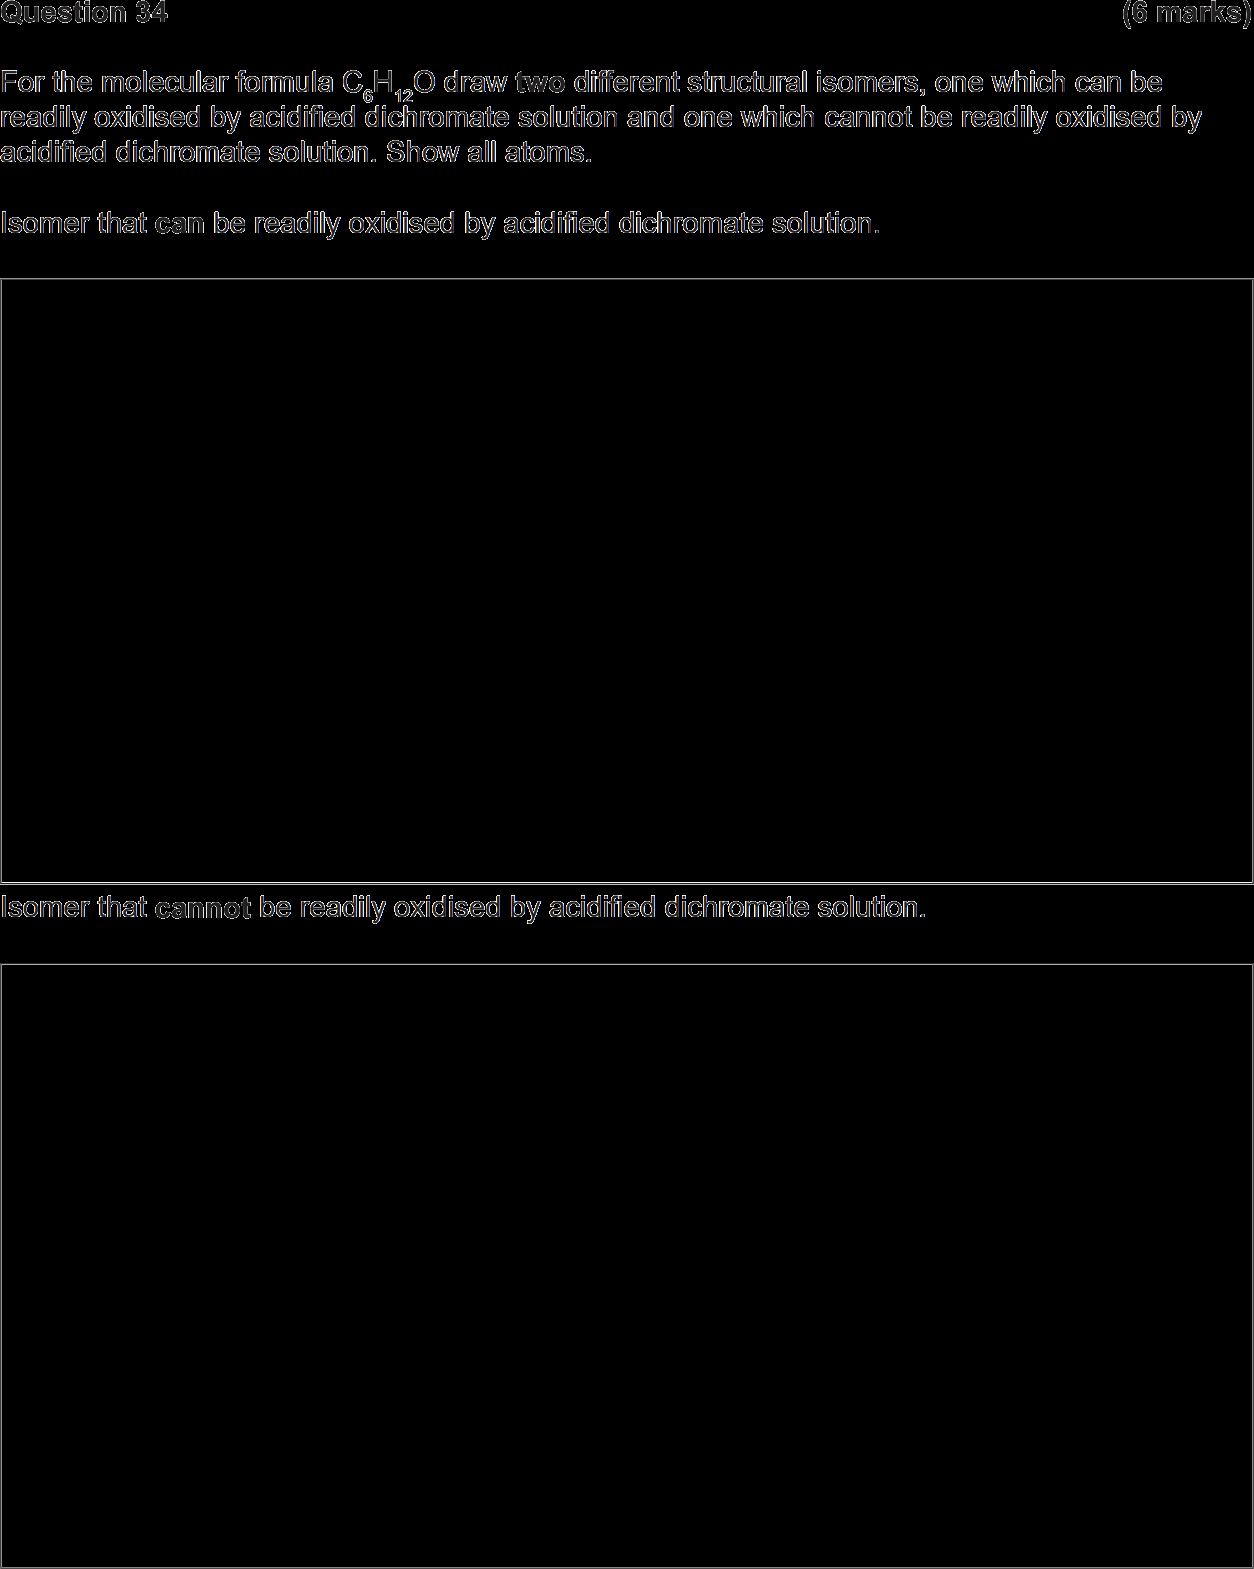 Question 34 (6 marks)
For the molecular formula C₆H₁₂O draw two different structural isomers, one which can be
readily oxidised by acidified dichromate solution and one which cannot be readily oxidised by
acidified dichromate solution. Show all atoms.
Isomer that can be readily oxidised by acidified dichromate solution.
Isomer that cannot be readily oxidised by acidified dichromate solution.